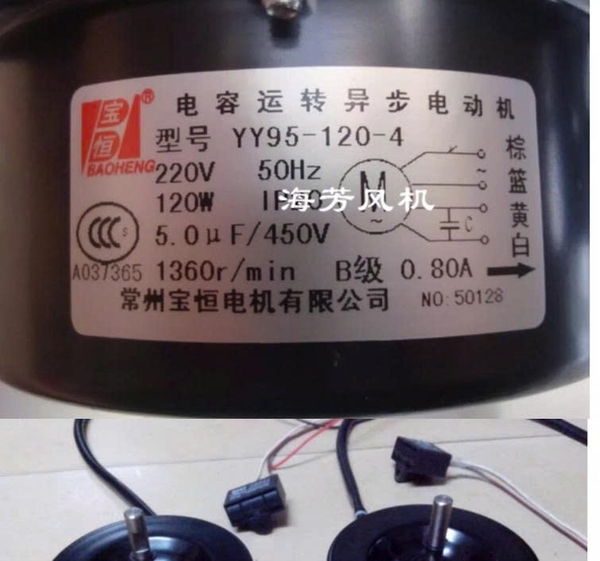 宝恒®
BAOHENG
电容运转异步电动机
型号 YY95-120-4
220V 50Hz
120W
海芳风机
5.0μF/450V
M
~
C
棕
篮
黄
白
CCC S
A037365
1360r/min B级 0.80A
常州宝恒电机有限公司 NO:50128